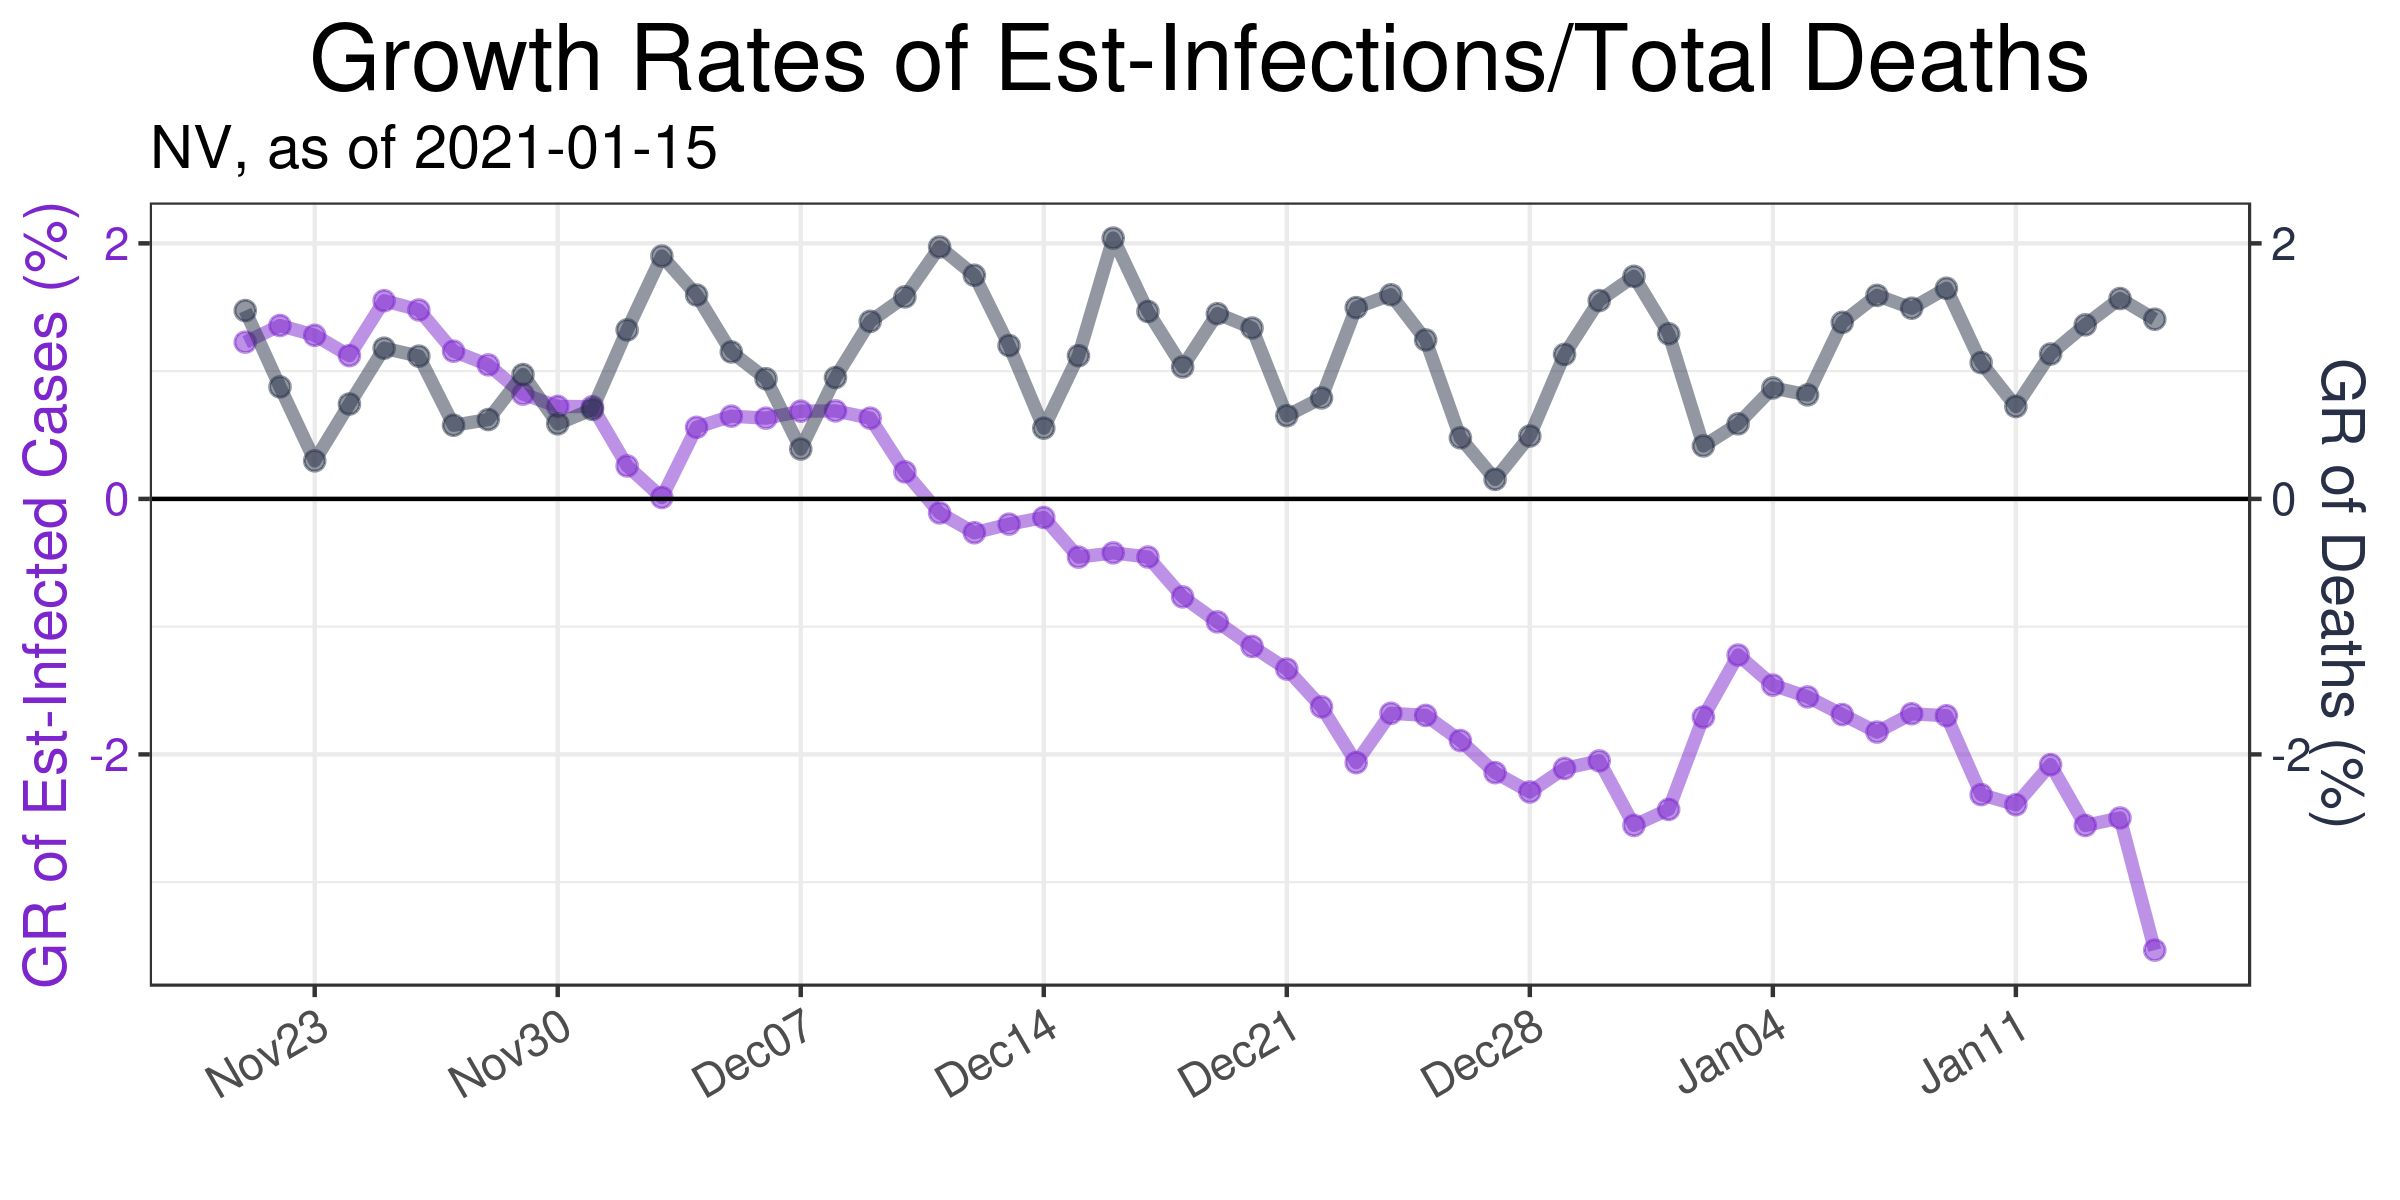 Growth Rates of Est-Infections/Total Deaths
NV, as of 2021-01-15
GR of Est-Infected Cases (%)
2
0
-2
2
0
-2
GR of Deaths (%)
Nov23
Nov30
Dec07
Dec14
Dec21
Dec28
Jan04
Jan11